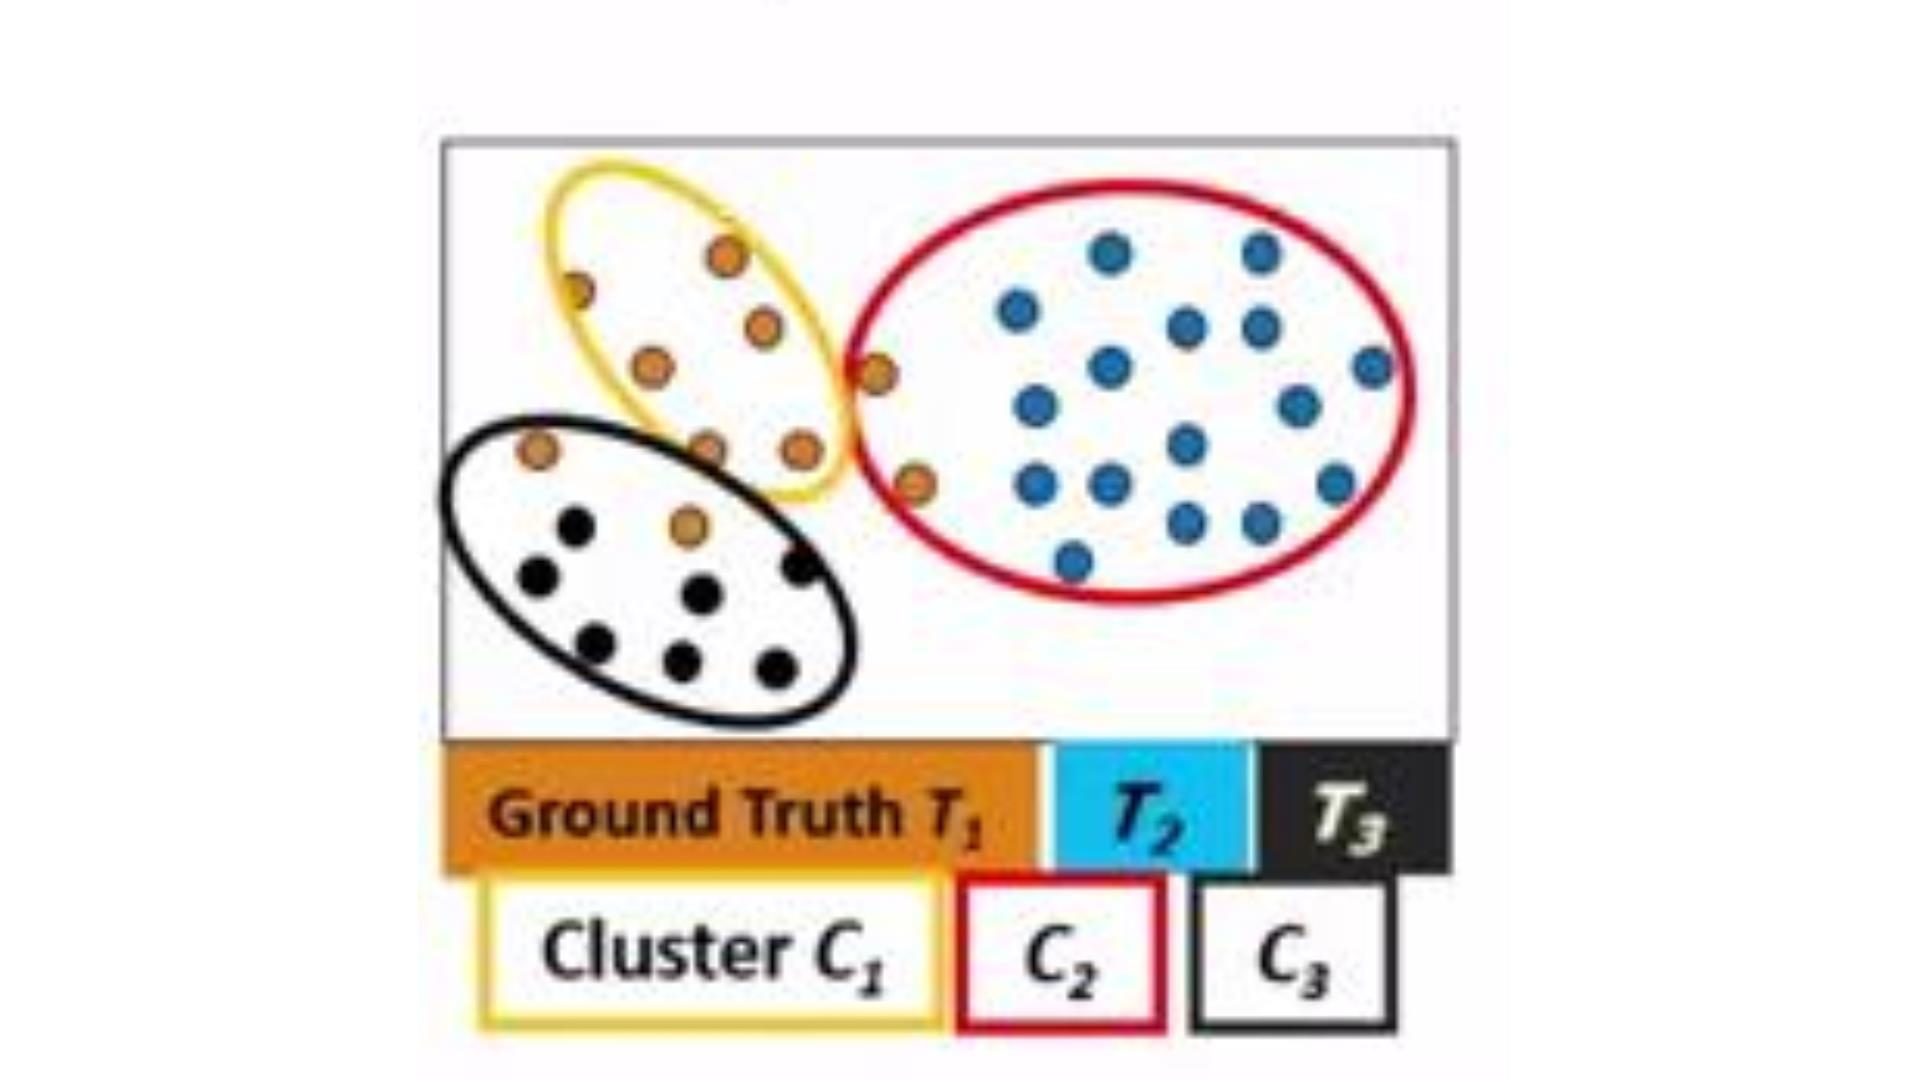 Ground Truth T₁ T₂ T₃
Cluster C₁ C₂ C₃